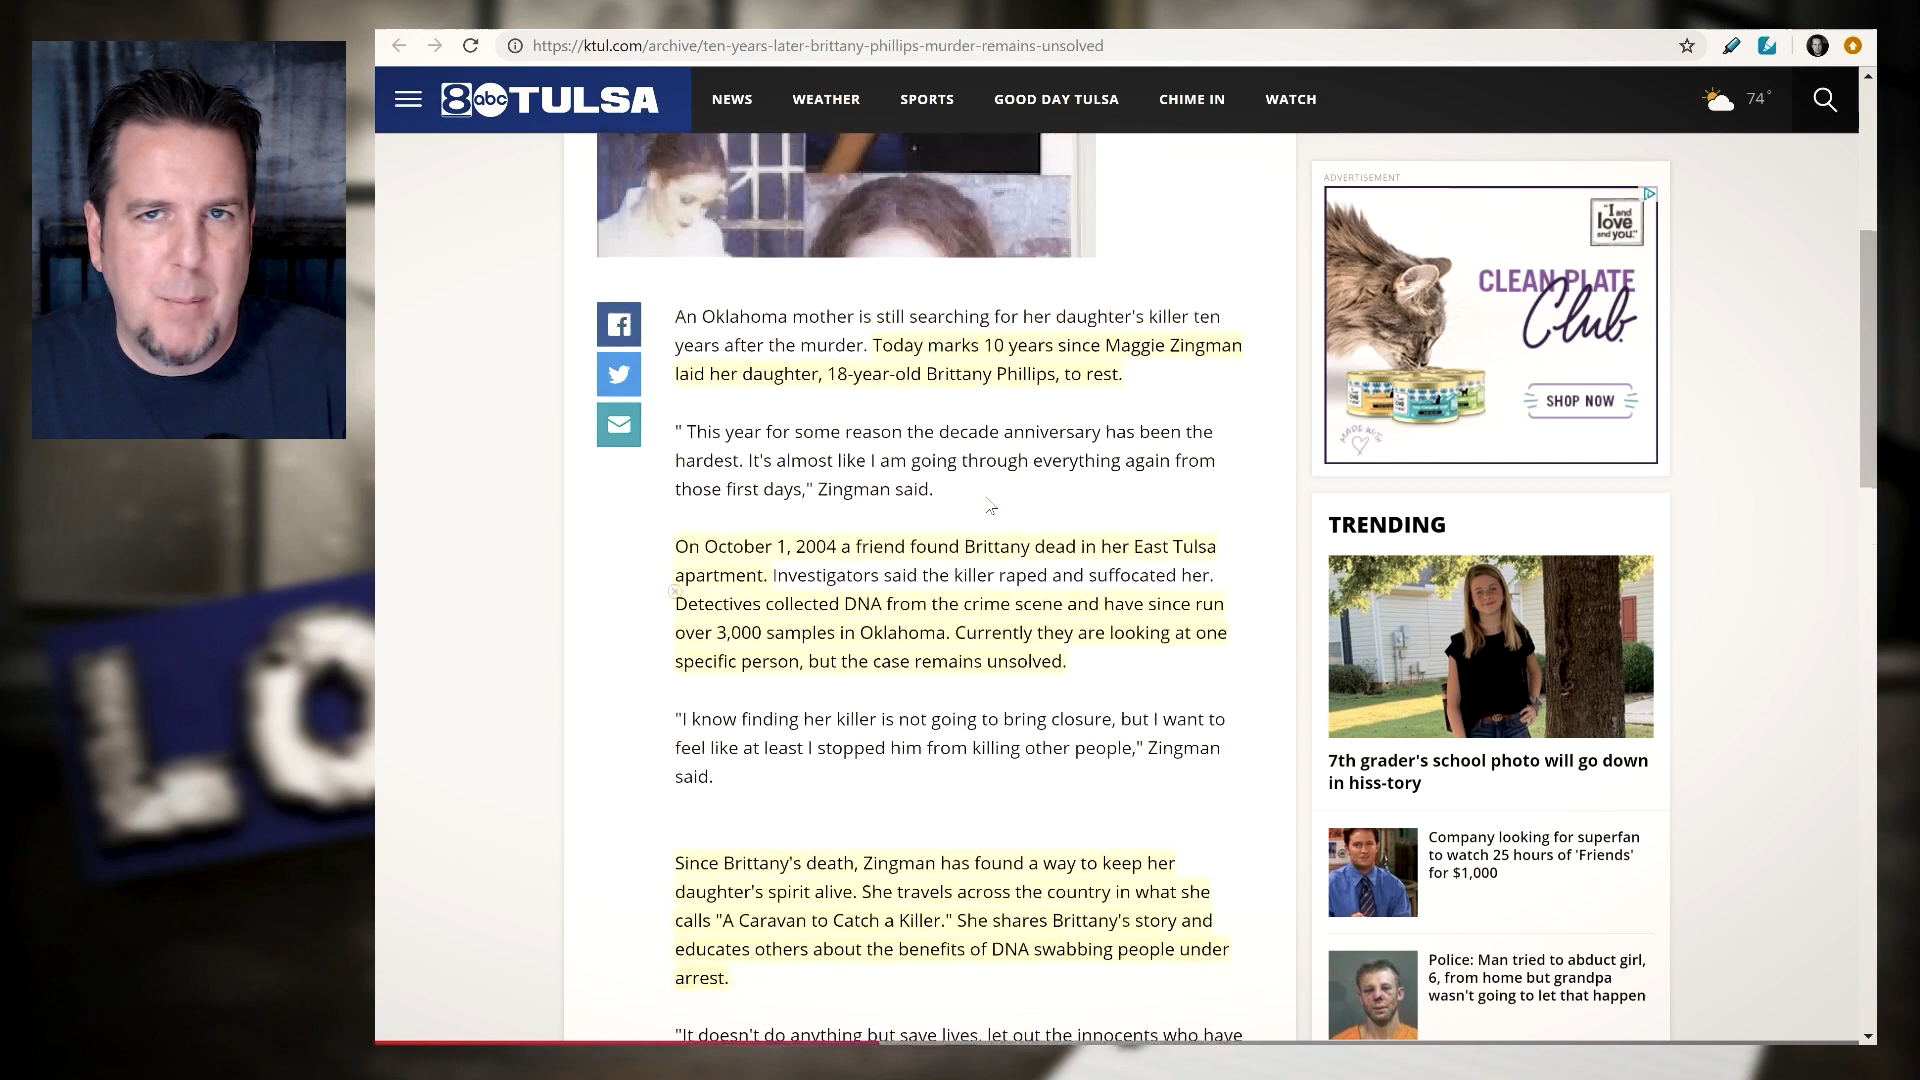 https://ktul.com/archive/ten-years-later-brittany-phillips-murder-remains-unsolved
8 abc TULSA
NEWS
WEATHER
SPORTS
GOOD DAY TULSA
CHIME IN
WATCH
74°
An Oklahoma mother is still searching for her daughter's killer ten
years after the murder. Today marks 10 years since Maggie Zingman
laid her daughter, 18-year-old Brittany Phillips, to rest.
" This year for some reason the decade anniversary has been the
hardest. It's almost like I am going through everything again from
those first days," Zingman said.
On October 1, 2004 a friend found Brittany dead in her East Tulsa
apartment. Investigators said the killer raped and suffocated her.
Detectives collected DNA from the crime scene and have since run
over 3,000 samples in Oklahoma. Currently they are looking at one
specific person, but the case remains unsolved.
"I know finding her killer is not going to bring closure, but I want to
feel like at least I stopped him from killing other people," Zingman
said.
Since Brittany's death, Zingman has found a way to keep her
daughter's spirit alive. She travels across the country in what she
calls "A Caravan to Catch a Killer." She shares Brittany's story and
educates others about the benefits of DNA swabbing people under
arrest.
"It doesn't do anything but save lives, let out the innocents who have
ADVERTISEMENT
"I and
love
and you."
CLEAN PLATE
Club
SHOP NOW
MADE WITH
TRENDING
7th grader's school photo will go down
in hiss-tory
Company looking for superfan
to watch 25 hours of 'Friends'
for $1,000
Police: Man tried to abduct girl,
6, from home but grandpa
wasn't going to let that happen
LO